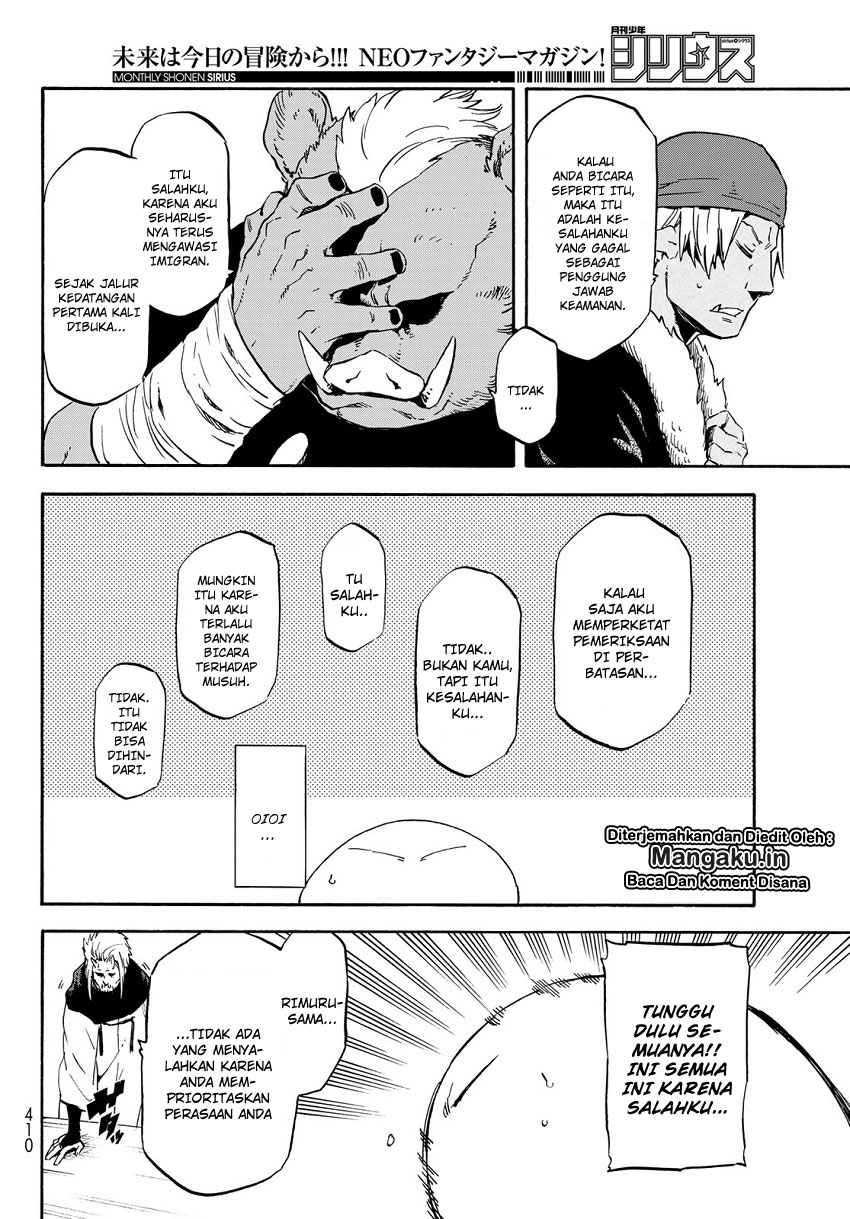 未来は今日の冒険から!!! NEOファンタジーマガジン!
月刊少年
シリウス
MONTHLY SHONEN SIRIUS
KALAU
ANDA BICARA
SEPERTI ITU,
MAKA ITU
ADALAH KE-
SALAHANKU
YANG GAGAL
SEBAGAI
PENGGUNG
JAWAB
KEAMANAN.
TIDAK
...
ITU
SALAHKU,
KARENA AKU
SEHARUS-
NYA TERUS
MENGAWASI
IMIGRAN.
SEJAK JALUR
KEDATANGAN
PERTAMA KALI
DIBUKA...
KALAU
SAJA AKU
MEMPERKETAT
PEMERIKSAAN
DI PER-
BATASAN...
TIDAK..
BUKAN KAMU,
TAPI ITU
KESALAHAN-
KU...
TU
SALAH-
KU..
MUNGKIN
ITU KARE-
NA AKU
TERLALU
BANYAK
BICARA
TERHADAP
MUSUH.
TIDAK.
ITU
TIDAK
BISA
DIHIN-
DARI.
OIOI
...
Diterjemahkan dan Diedit Oleh :
Mangaku.in
Baca Dan Koment Disana
TUNGGU
DULU SE-
MUANYA!!
INI SEMUA
INI KARENA
SALAHKU...
RIMURU-
SAMA...
...TIDAK ADA
YANG MENYA-
LAHKAN KARENA
ANDA MEM-
PRIORITASKAN
PERASAAN ANDA
410